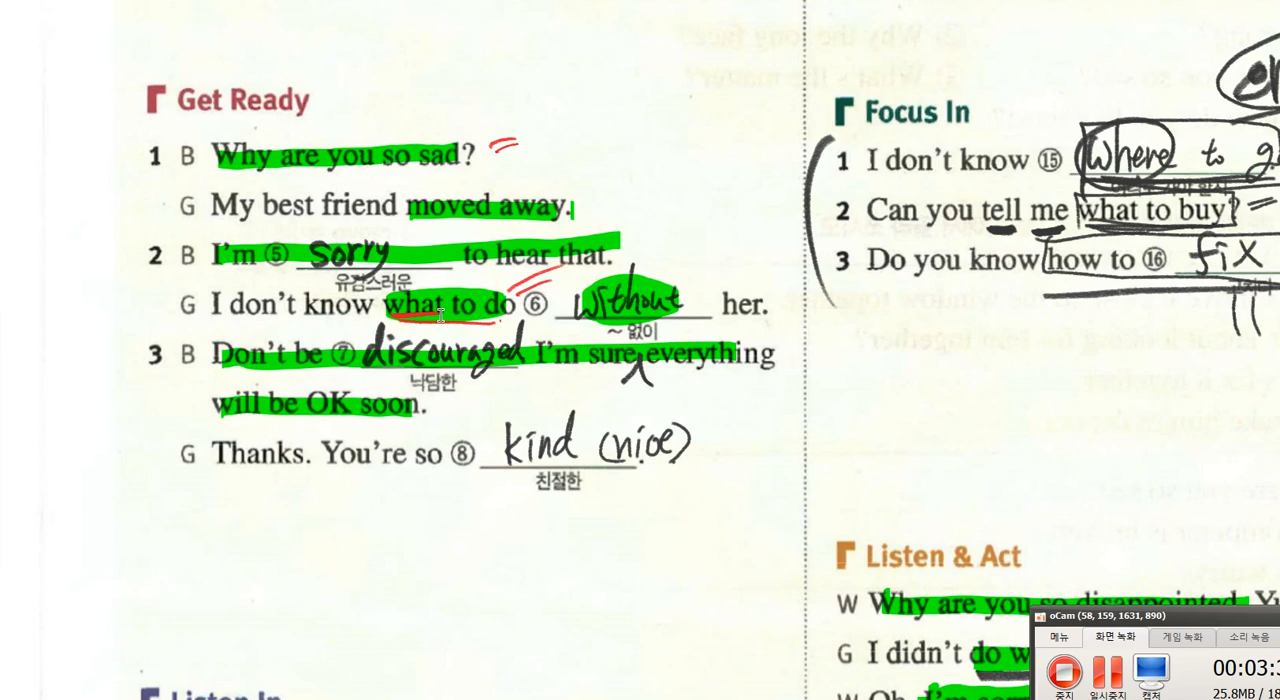 Get Ready
1 B Why are you so sad?
G My best friend moved away.
2 B I'm ⑤ sorry to hear that.
유감스러운
G I don't know what to do ⑥ without her.
~ 없이
3 B Don't be ⑦ discouraged I'm sure everything
낙담한
will be OK soon.
G Thanks. You're so ⑧ kind (nice)
친절한
Listen In
Focus In
1 I don't know ⑮ where to g
2 Can you tell me what to buy?
3 Do you know how to ⑯ fix
Listen & Act
W Why are you so disappointed. Y
G I didn't do w
oCam (58, 159, 1631, 890)
메뉴 화면 녹화 게임 녹화 소리 녹음
중지 일시중지 캡처
00:03:
25.8MB / 18